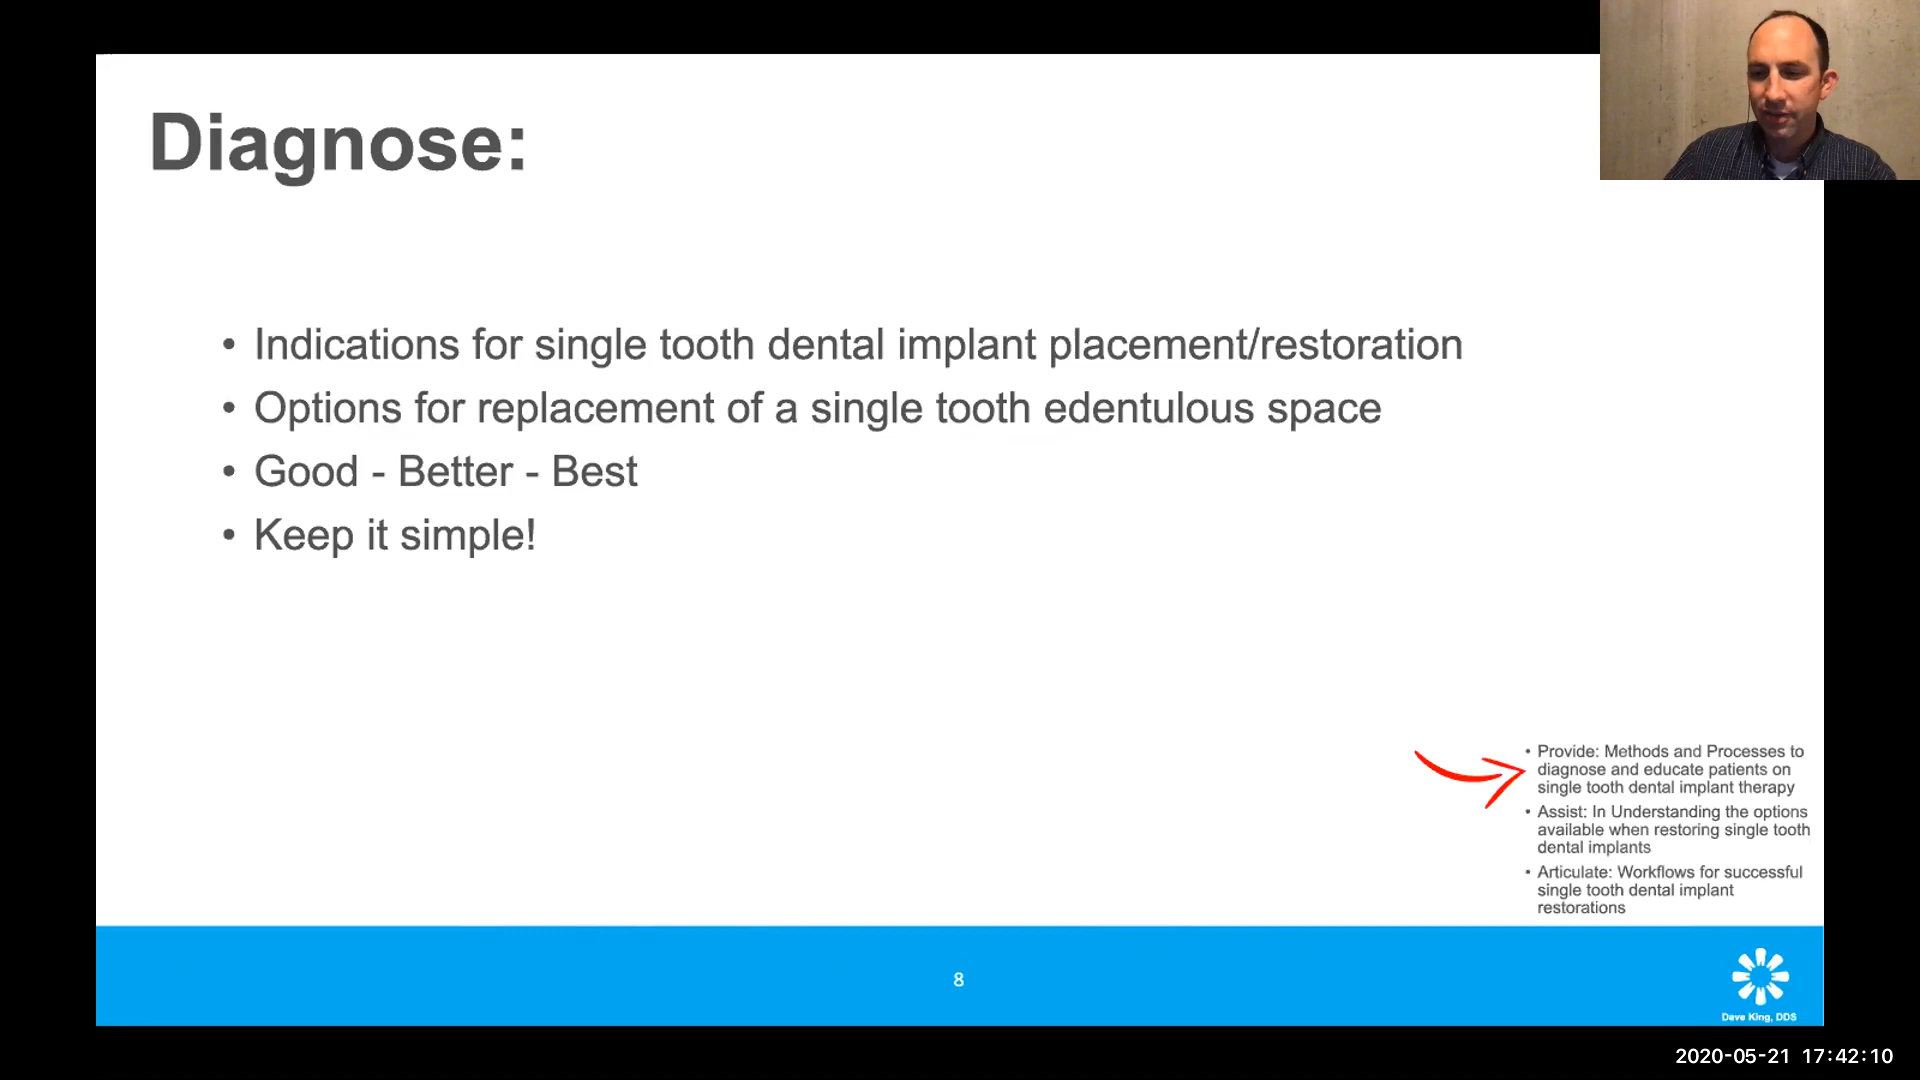 Diagnose:
• Indications for single tooth dental implant placement/restoration
• Options for replacement of a single tooth edentulous space
• Good - Better - Best
• Keep it simple!
• Provide: Methods and Processes to
diagnose and educate patients on
single tooth dental implant therapy
• Assist: In Understanding the options
available when restoring single tooth
dental implants
• Articulate: Workflows for successful
single tooth dental implant
restorations
8
Dave King, DDS
2020-05-21 17:42:10